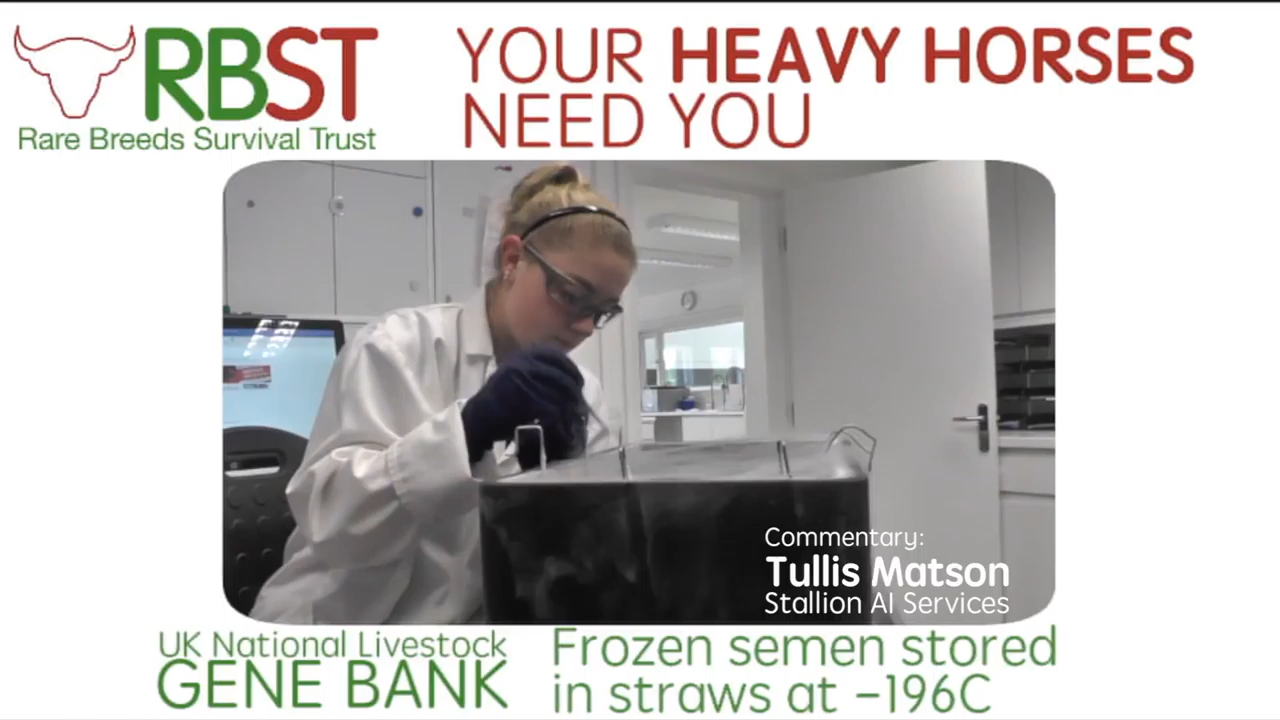 RBST
Rare Breeds Survival Trust
YOUR HEAVY HORSES
NEED YOU
Commentary:
Tullis Matson
Stallion AI Services
UK National Livestock
GENE BANK
Frozen semen stored
in straws at –196C